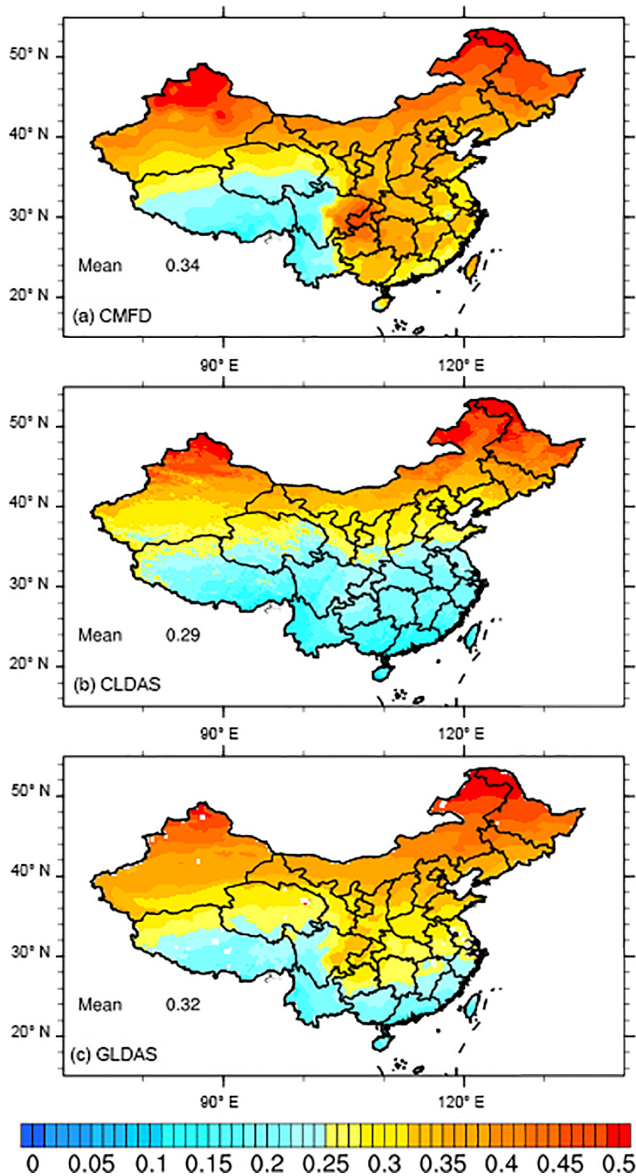 50° N
40° N
30° N
Mean 0.34
20° N
(a) CMFD
90° E 120° E
50° N
40° N
30° N
Mean 0.29
20° N
(b) CLDAS
90° E 120° E
50° N
40° N
30° N
Mean 0.32
20° N
(c) GLDAS
90° E 120° E
0 0.05 0.1 0.15 0.2 0.25 0.3 0.35 0.4 0.45 0.5